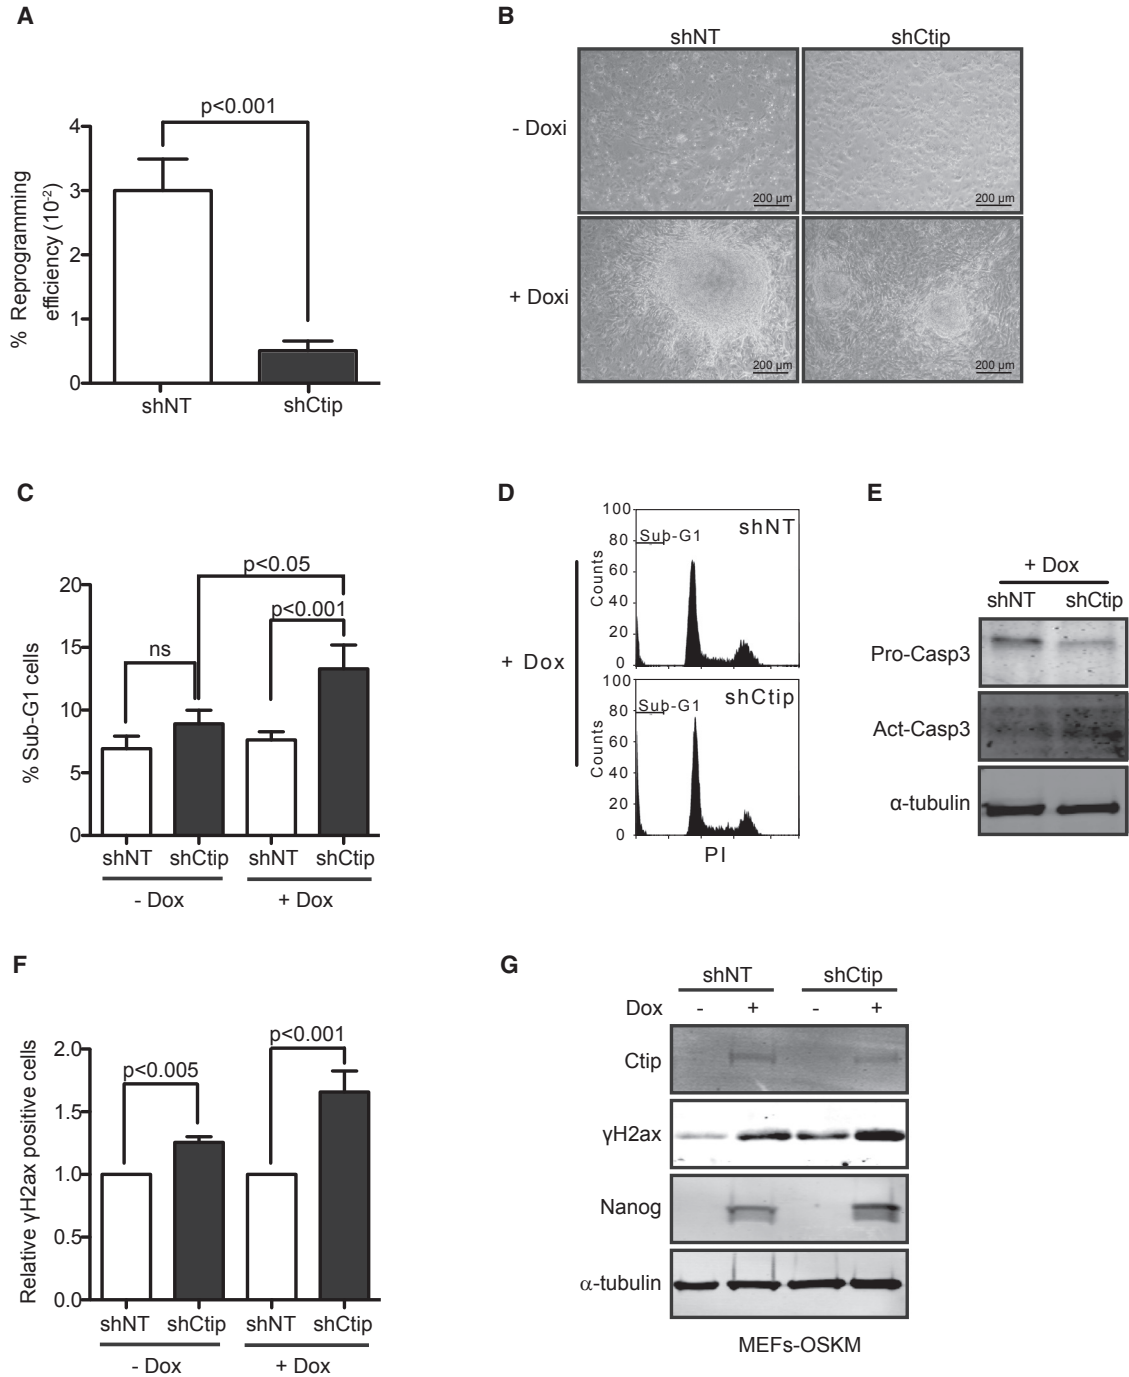 A
p<0.001
% Reprogramming
efficiency (10-2)
4
3
2
1
0
shNT
shCtip
B
shNT
shCtip
- Doxi
+ Doxi
200 µm
200 µm
200 µm
200 µm
C
% Sub-G1 cells
20
15
10
5
0
ns
p<0.05
p<0.001
shNT
shCtip
shNT
shCtip
- Dox
+ Dox
D
+ Dox
Counts
100
80
60
40
20
0
Sub-G1
shNT
Counts
100
80
60
40
20
0
Sub-G1
shCtip
PI
E
+ Dox
shNT
shCtip
Pro-Casp3
Act-Casp3
α-tubulin
F
Relative γH2ax positive cells
2.0
1.5
1.0
0.5
0.0
p<0.005
p<0.001
shNT
shCtip
shNT
shCtip
- Dox
+ Dox
G
shNT
shCtip
Dox
-
+
-
+
Ctip
γH2ax
Nanog
α-tubulin
MEFs-OSKM